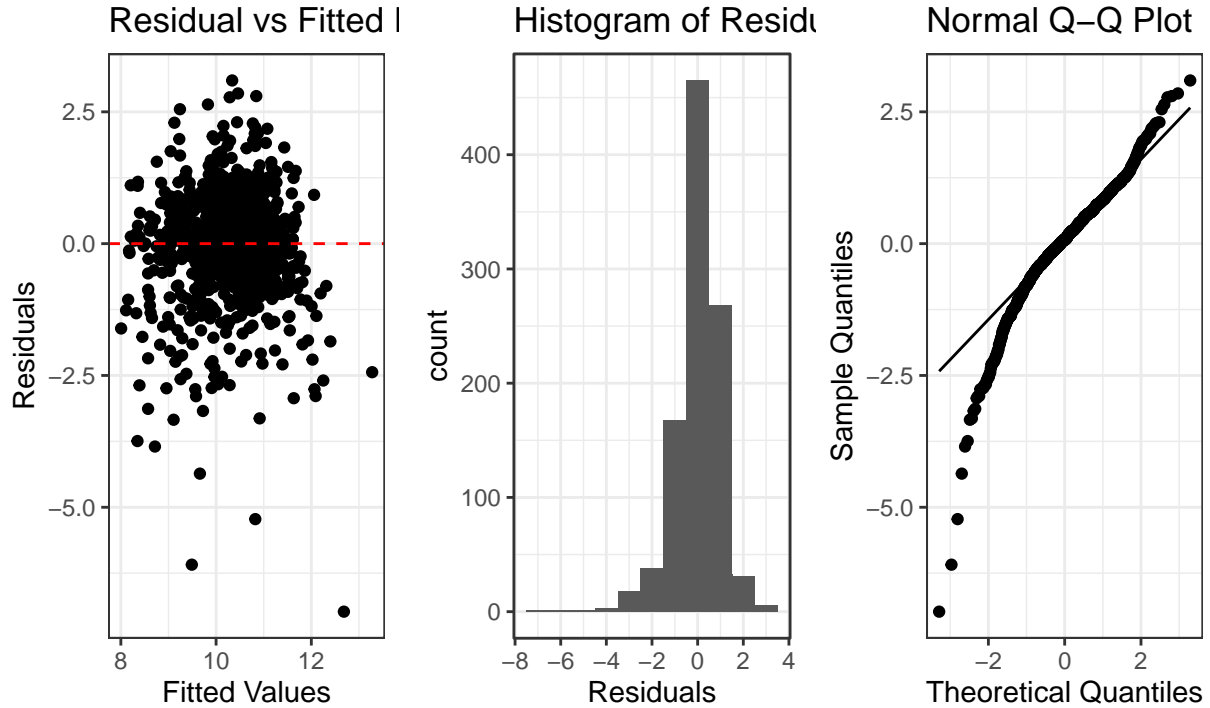 Residual vs Fitted
Residuals
2.5
0.0
−2.5
−5.0
8 10 12
Fitted Values
Histogram of Resid
count
400
300
200
100
0
−8 −6 −4 −2 0 2 4
Residuals
Normal Q−Q Plot
Sample Quantiles
2.5
0.0
−2.5
−5.0
−2 0 2
Theoretical Quantiles